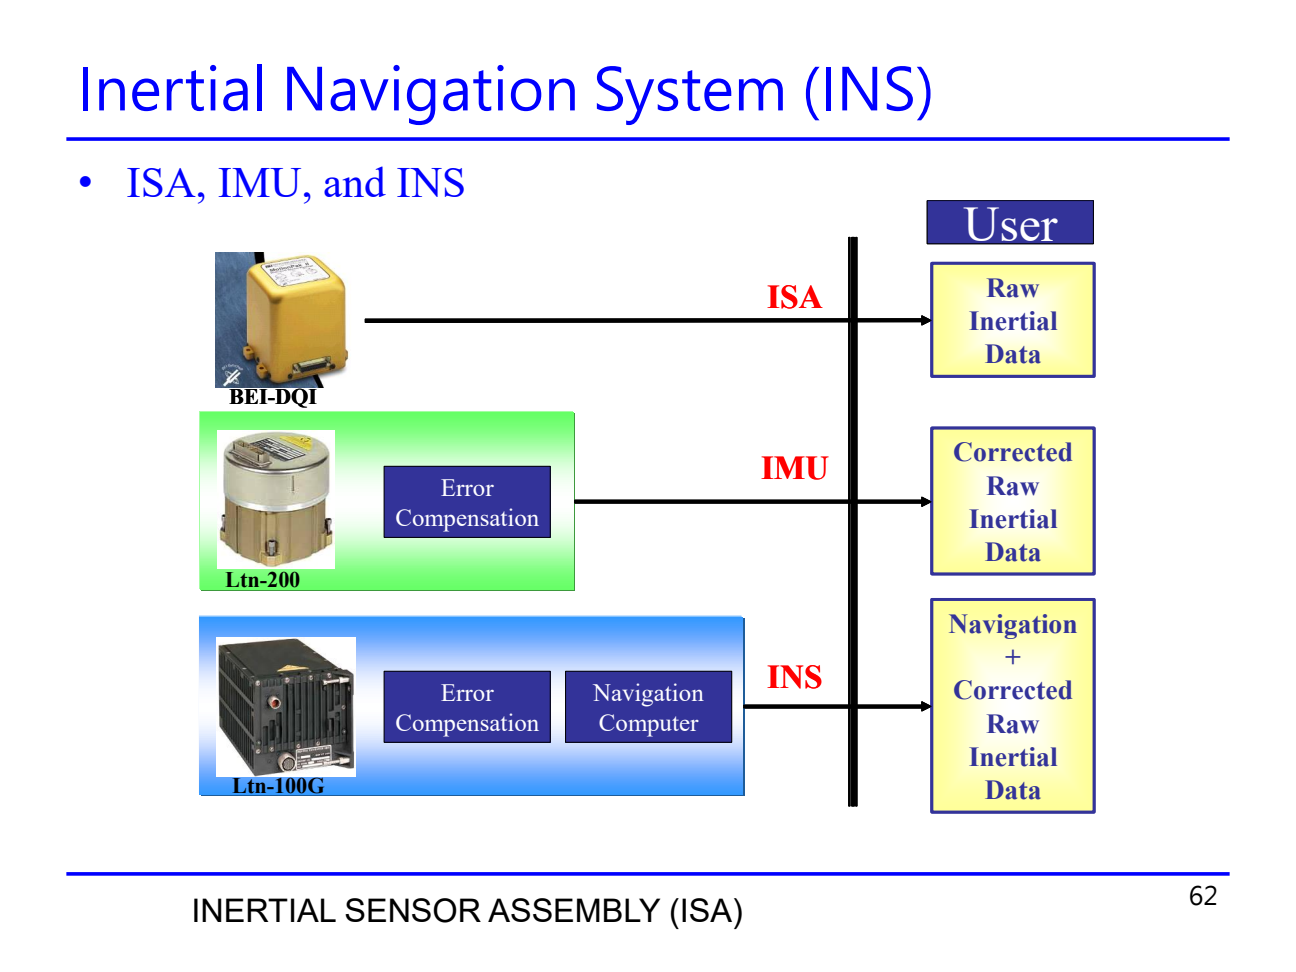 Inertial Navigation System (INS)
• ISA, IMU, and INS
User
ISA
Raw
Inertial
Data
MotionPak II
BEI-DQI
IMU
Error
Compensation
Corrected
Raw
Inertial
Data
Ltn-200
INS
Error
Compensation
Navigation
Computer
Navigation
+
Corrected
Raw
Inertial
Data
Ltn-100G
INERTIAL SENSOR ASSEMBLY (ISA)
62